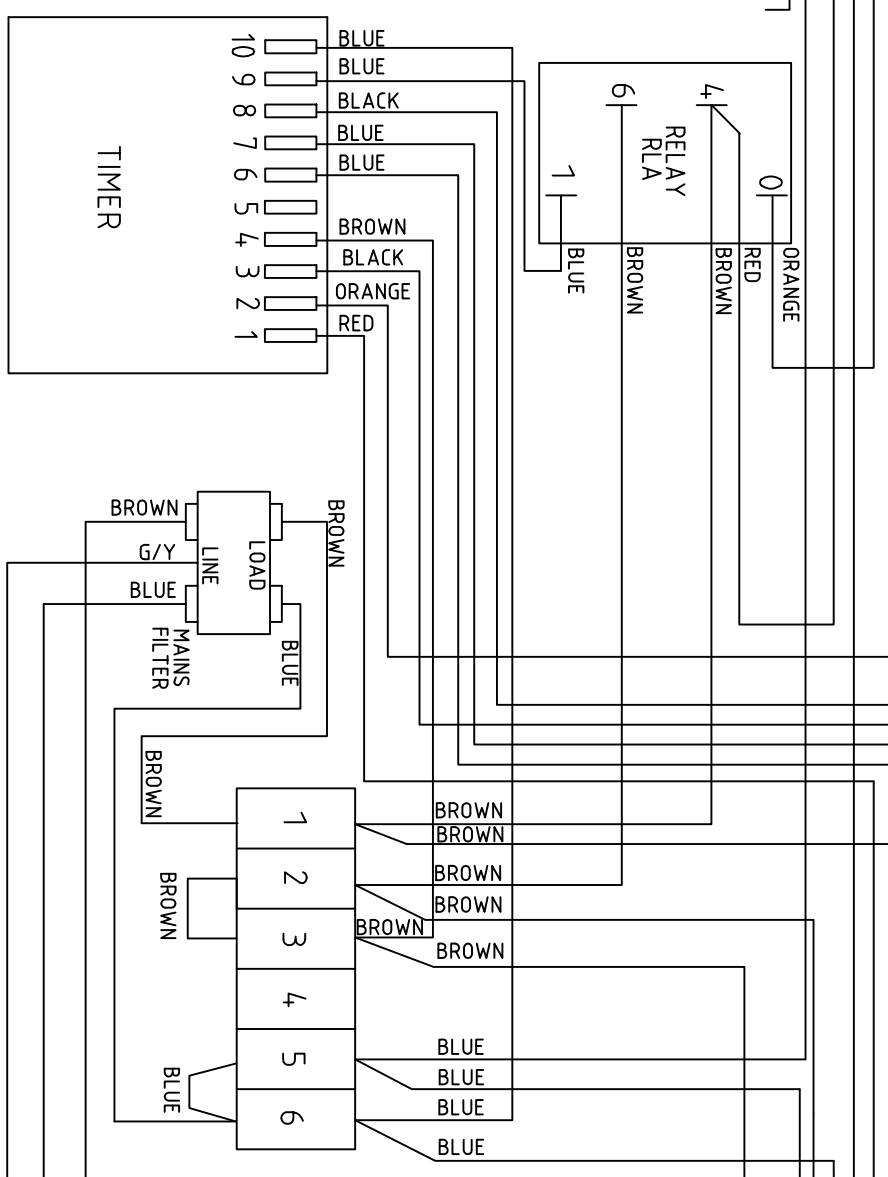 10 BLUE
9 BLUE
8 BLACK
7 BLUE
6 BLUE
5
4 BROWN
3 BLACK
2 ORANGE
1 RED
TIMER
6
4
1
0
RELAY
RLA
BLUE
BROWN
BROWN
RED
ORANGE
BROWN
G/Y
BLUE
LINE
LOAD
MAINS
FILTER
BROWN
BLUE
BROWN
BROWN
BLUE
1
2
3
4
5
6
BROWN
BROWN
BROWN
BROWN
BROWN
BROWN
BLUE
BLUE
BLUE
BLUE